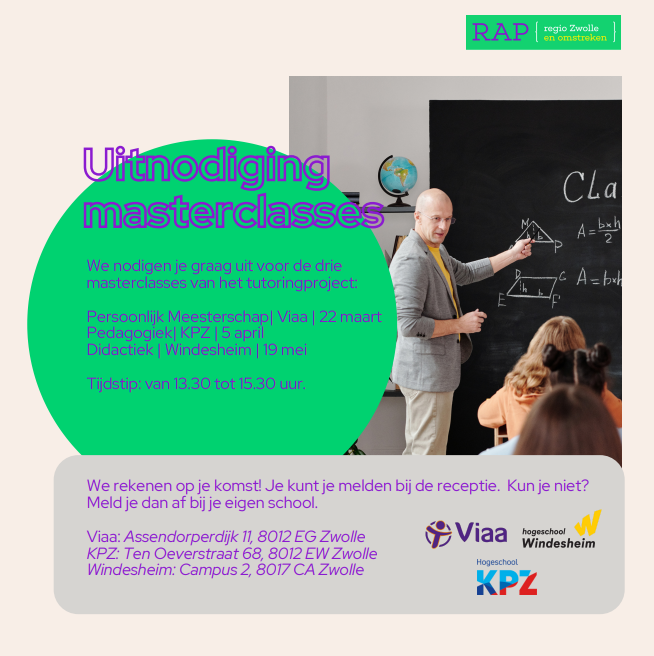 RAP regio Zwolle
en omstreken
Uitnodiging
masterclasses
We nodigen je graag uit voor de drie
masterclasses van het tutoringproject:
Persoonlijk Meesterschap| Viaa | 22 maart
Pedagogiek| KPZ | 5 april
Didactiek | Windesheim | 19 mei
Tijdstip: van 13.30 tot 15.30 uur.
CLa
M
A = bxh
2
h b
P
D C
A = bxh
h h
E F
We rekenen op je komst! Je kunt je melden bij de receptie. Kun je niet?
Meld je dan af bij je eigen school.
Viaa: Assendorperdijk 11, 8012 EG Zwolle
KPZ: Ten Oeverstraat 68, 8012 EW Zwolle
Windesheim: Campus 2, 8017 CA Zwolle
Viaa
hogeschool
Windesheim
Hogeschool
KPZ